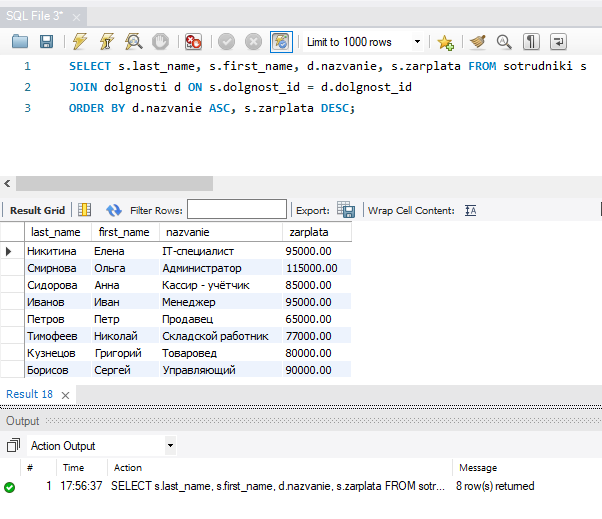 SQL File 3*
Limit to 1000 rows
1 SELECT s.last_name, s.first_name, d.nazvanie, s.zarplata FROM sotrudniki s
2 JOIN dolgnosti d ON s.dolgnost_id = d.dolgnost_id
3 ORDER BY d.nazvanie ASC, s.zarplata DESC;
Result Grid Filter Rows: Export: Wrap Cell Content:
last_name first_name nazvanie zarplata
Никитина Елена IT-специалист 95000.00
Смирнова Ольга Администратор 115000.00
Сидорова Анна Кассир - учётчик 85000.00
Иванов Иван Менеджер 95000.00
Петров Петр Продавец 65000.00
Тимофеев Николай Складской работник 77000.00
Кузнецов Григорий Товаровед 80000.00
Борисов Сергей Управляющий 90000.00
Result 18
Output
Action Output
# Time Action Message
1 17:56:37 SELECT s.last_name, s.first_name, d.nazvanie, s.zarplata FROM sotr... 8 row(s) returned